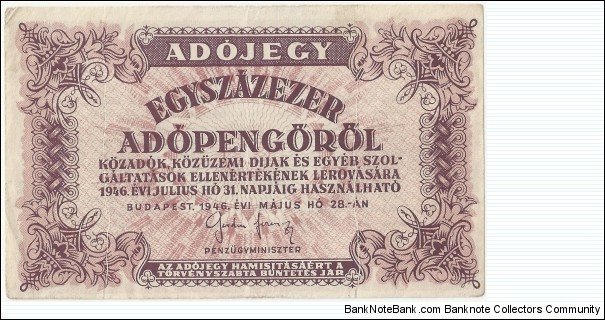 ADÓJEGY
EGYSZÁZEZER
ADÓPENGŐRŐL
KÖZADÓK, KÖZÜZEMI DIJAK ÉS EGYÉB SZOL-
GÁLTATÁSOK ELLENÉRTÉKÉNEK LEROVÁSÁRA
1946. ÉVI JULIUS HÓ 31. NAPJÁIG HASZNÁLHATÓ
BUDAPEST, 1946. ÉVI MÁJUS HÓ 28.-ÁN
PÉNZÜGYMINISZTER
AZ ADÓJEGY HAMISITÁSÁÉRT A
TÖRVÉNYSZABTA BÜNTETÉS JÁR
BankNoteBank.com - Banknote Collectors Community